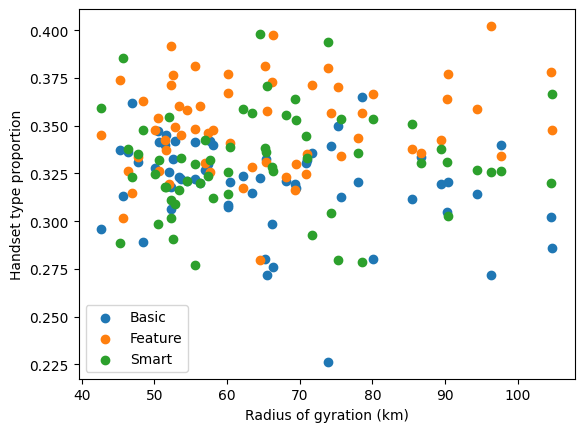 0.400
0.375
0.350
0.325
0.300
0.275
0.250
0.225
Handset type proportion
Basic
Feature
Smart
40 50 60 70 80 90 100
Radius of gyration (km)